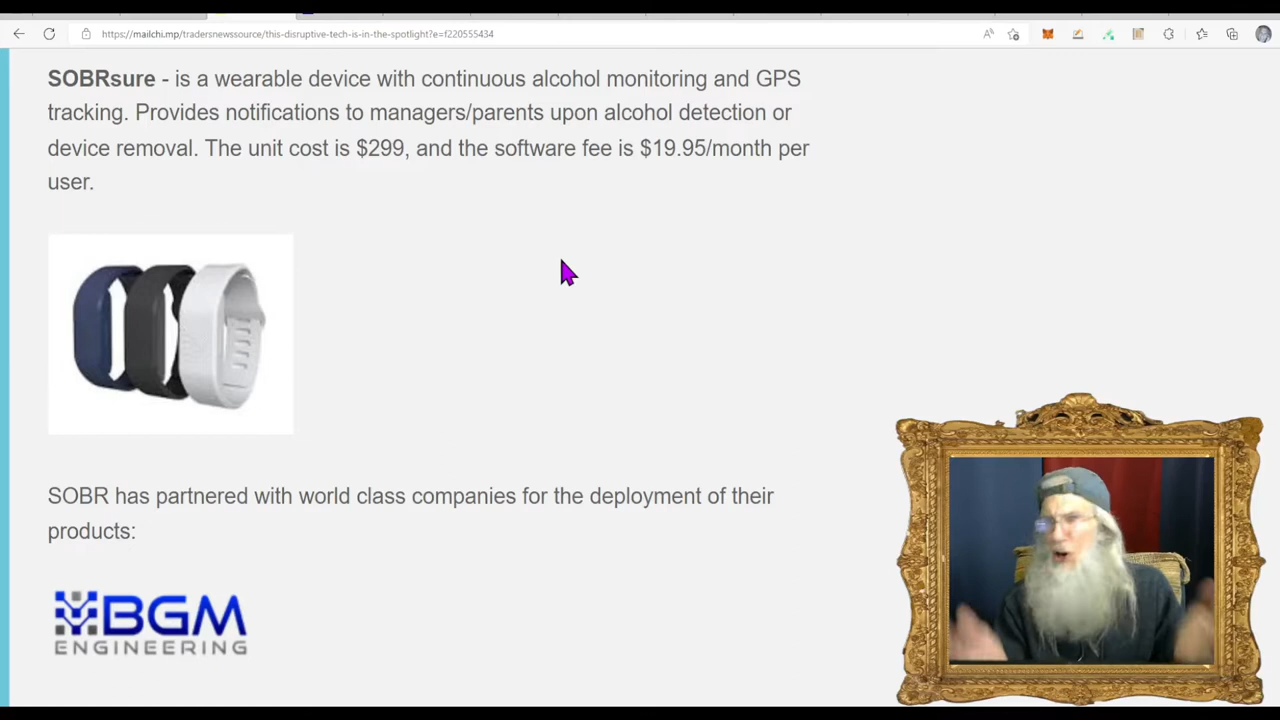 https://mailchi.mp/tradersnewssource/this-disruptive-tech-is-in-the-spotlight?e=f220555434
SOBRsure - is a wearable device with continuous alcohol monitoring and GPS
tracking. Provides notifications to managers/parents upon alcohol detection or
device removal. The unit cost is $299, and the software fee is $19.95/month per
user.
SOBR has partnered with world class companies for the deployment of their
products:
BGM
ENGINEERING